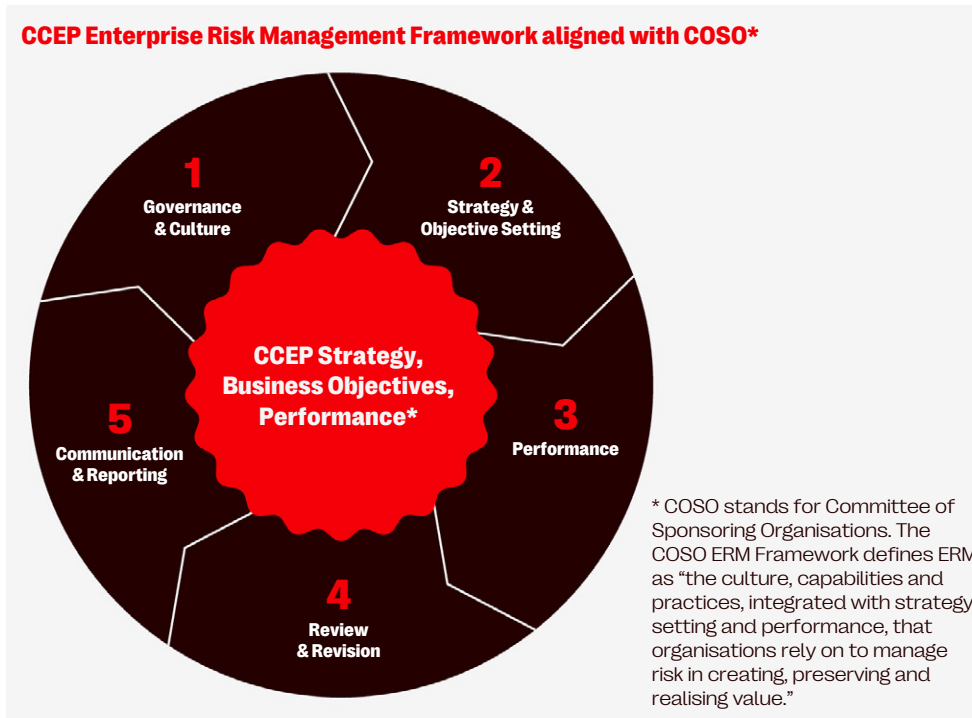 CCEP Enterprise Risk Management Framework aligned with COSO*
1
Governance
& Culture
2
Strategy &
Objective Setting
CCEP Strategy,
Business Objectives,
Performance*
3
Performance
5
Communication
& Reporting
4
Review
& Revision
* COSO stands for Committee of
Sponsoring Organisations. The
COSO ERM Framework defines ERM
as “the culture, capabilities and
practices, integrated with strategy
setting and performance, that
organisations rely on to manage
risk in creating, preserving and
realising value.”